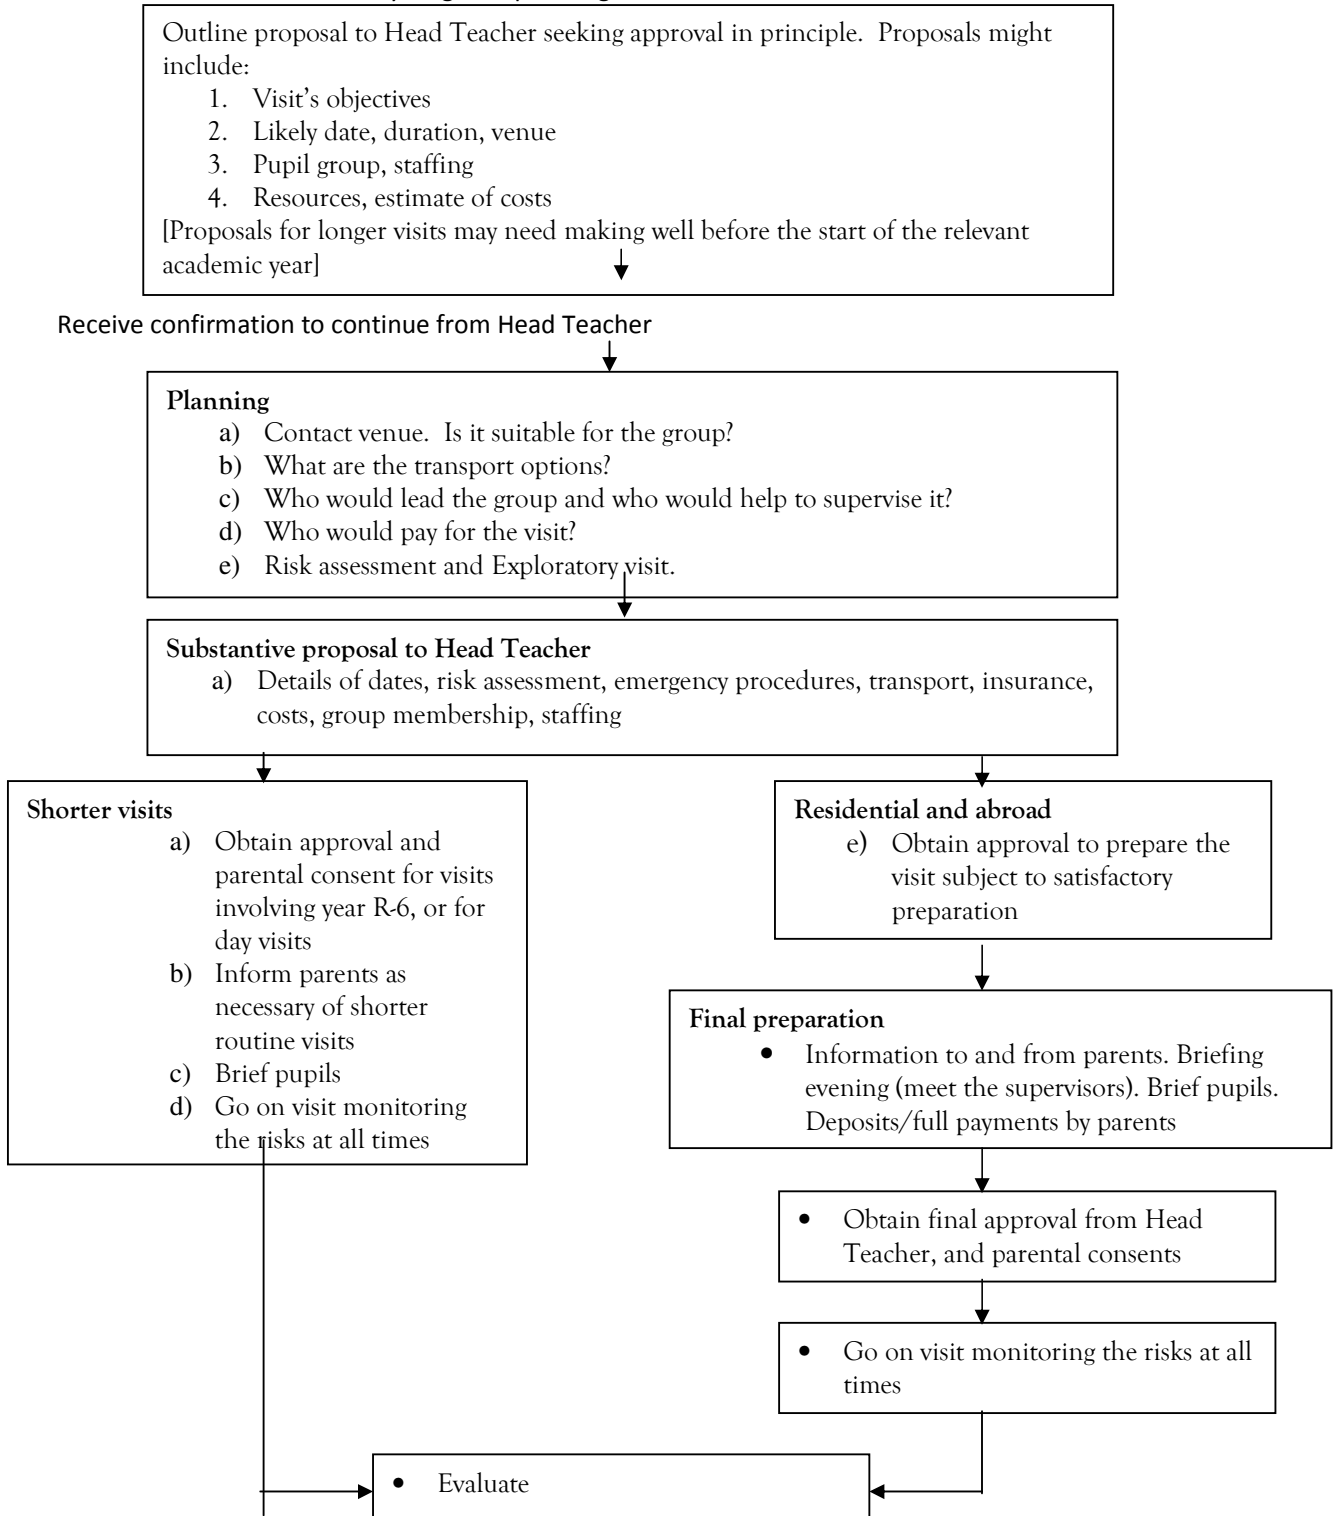 Outline proposal to Head Teacher seeking approval in principle. Proposals might
include:
1. Visit's objectives
2. Likely date, duration, venue
3. Pupil group, staffing
4. Resources, estimate of costs
[Proposals for longer visits may need making well before the start of the relevant
academic year]
Receive confirmation to continue from Head Teacher
Planning
a) Contact venue. Is it suitable for the group?
b) What are the transport options?
c) Who would lead the group and who would help to supervise it?
d) Who would pay for the visit?
e) Risk assessment and Exploratory visit.
Substantive proposal to Head Teacher
a) Details of dates, risk assessment, emergency procedures, transport, insurance,
costs, group membership, staffing
Shorter visits
a) Obtain approval and
parental consent for visits
involving year R-6, or for
day visits
b) Inform parents as
necessary of shorter
routine visits
c) Brief pupils
d) Go on visit monitoring
the risks at all times
Residential and abroad
e) Obtain approval to prepare the
visit subject to satisfactory
preparation
Final preparation
• Information to and from parents. Briefing
evening (meet the supervisors). Brief pupils.
Deposits/full payments by parents
• Obtain final approval from Head
Teacher, and parental consents
• Go on visit monitoring the risks at all
times
• Evaluate